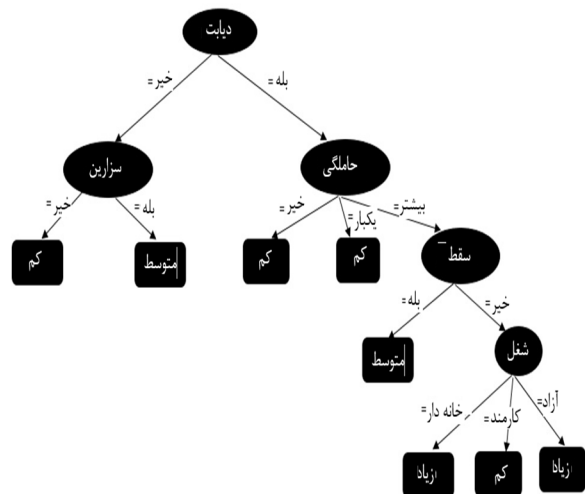 دیابت
خیر=
بله=
سزارین
حاملگی
خیر=
بله=
خیر=
یکبار=
بیشتر=
کم
متوسط
کم
کم
سقط
بله=
خیر=
متوسط
شغل
خانه دار=
کارمند=
آزاد=
زیاد
کم
زیاد